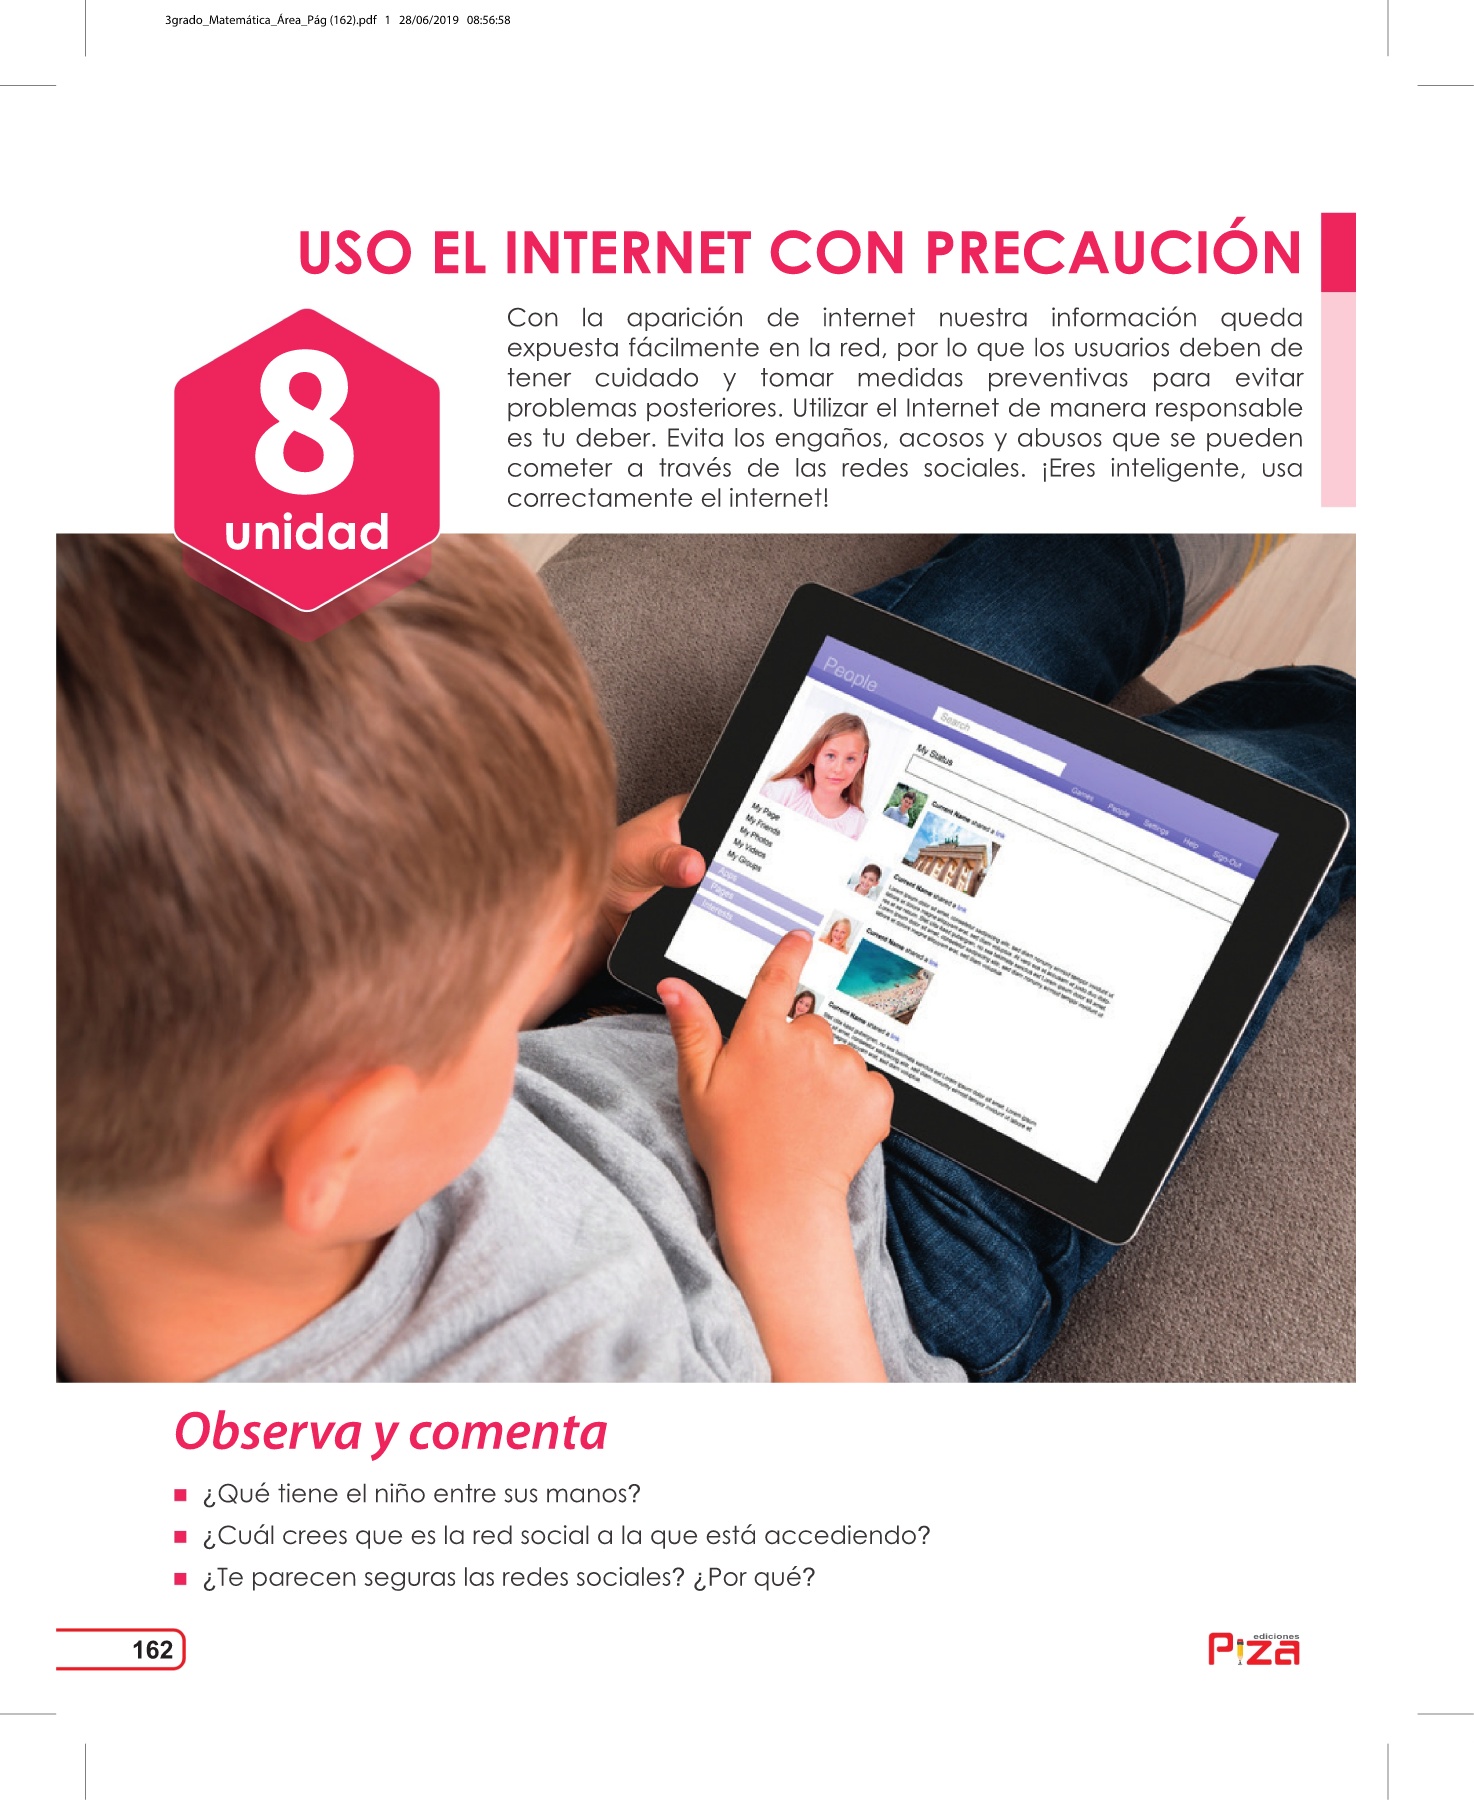 3grado_Matemática_Área_Pág (162).pdf 1 28/06/2019 08:56:58
USO EL INTERNET CON PRECAUCIÓN
8
unidad
Con la aparición de internet nuestra información queda
expuesta fácilmente en la red, por lo que los usuarios deben de
tener cuidado y tomar medidas preventivas para evitar
problemas posteriores. Utilizar el Internet de manera responsable
es tu deber. Evita los engaños, acosos y abusos que se pueden
cometer a través de las redes sociales. ¡Eres inteligente, usa
correctamente el internet!
People
Search
My Status
Games People Settings Help Sign-Out
My Page
My Friends
My Photos
My Videos
My Groups
Apps
Pages
Interests
Current Name shared a link
Current Name shared a link
Current Name shared a link
Current Name shared a link
Observa y comenta
¿Qué tiene el niño entre sus manos?
¿Cuál crees que es la red social a la que está accediendo?
¿Te parecen seguras las redes sociales? ¿Por qué?
162
ediciones
Piza